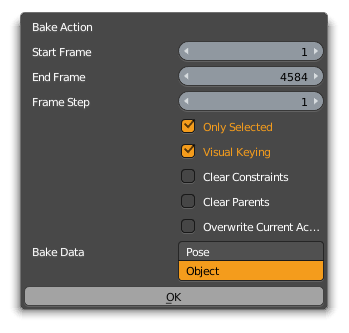 Bake Action
Start Frame 1
End Frame 4584
Frame Step 1
Only Selected
Visual Keying
Clear Constraints
Clear Parents
Overwrite Current Ac...
Bake Data Pose
Object
OK